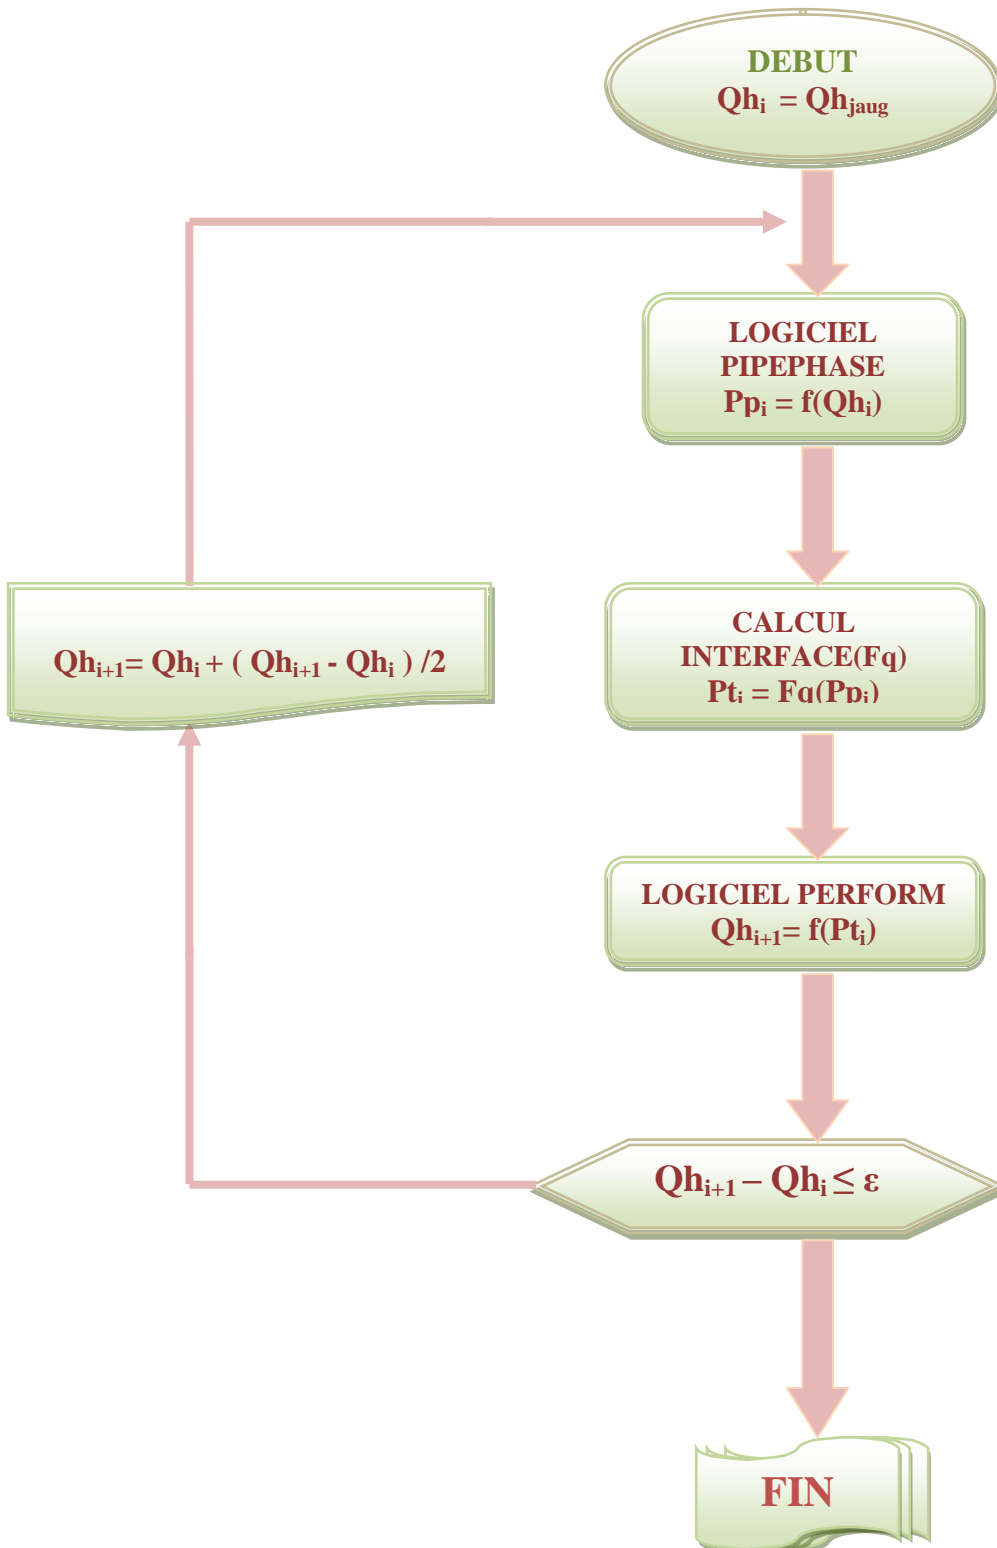 DEBUT
Qhᵢ = Qhjaug
LOGICIEL
PIPEPHASE
Ppᵢ = f(Qhᵢ)
CALCUL
INTERFACE(Fq)
Ptᵢ = Fq(Ppᵢ)
LOGICIEL PERFORM
Qhᵢ₊₁= f(Ptᵢ)
Qhᵢ₊₁ – Qhᵢ ≤ ε
Qhᵢ₊₁= Qhᵢ + ( Qhᵢ₊₁ - Qhᵢ ) /2
FIN